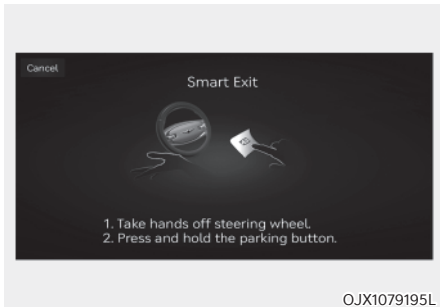 Cancel
Smart Exit
1. Take hands off steering wheel.
2. Press and hold the parking button.
OJX1079195L